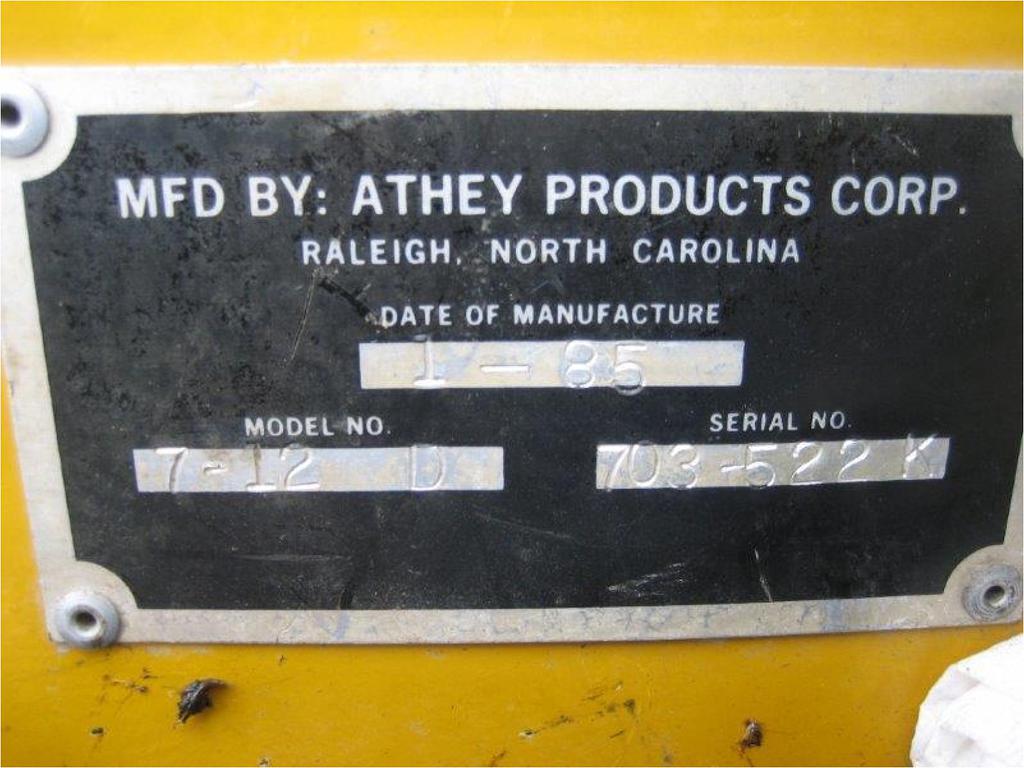 MFD BY: ATHEY PRODUCTS CORP.
RALEIGH, NORTH CAROLINA
DATE OF MANUFACTURE
1 - 85
MODEL NO. SERIAL NO.
7-12 D 703-522 K